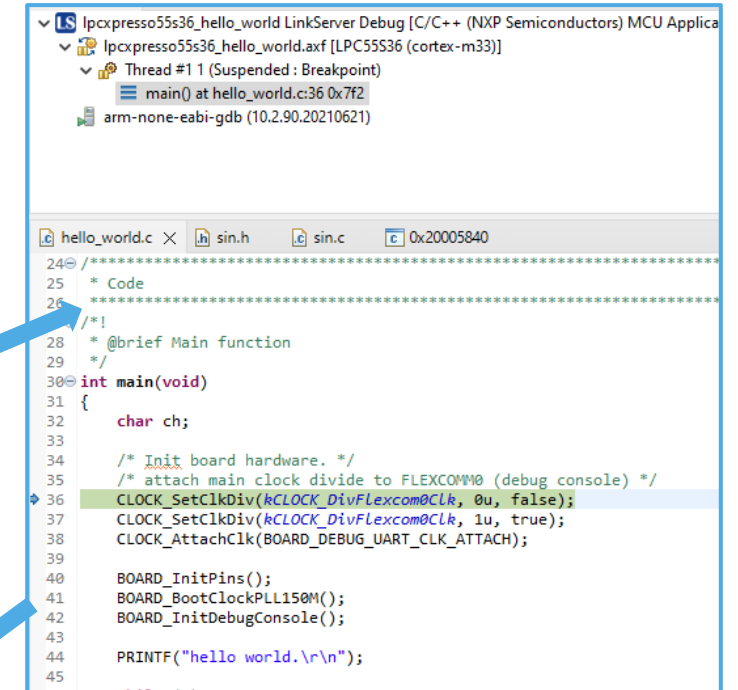 LS lpcxpresso55s36_hello_world LinkServer Debug [C/C++ (NXP Semiconductors) MCU Applica
lpcxpresso55s36_hello_world.axf [LPC55S36 (cortex-m33)]
Thread #1 1 (Suspended : Breakpoint)
main() at hello_world.c:36 0x7f2
arm-none-eabi-gdb (10.2.90.20210621)
.c hello_world.c .h sin.h .c sin.c c 0x20005840
24 /*****************************************************************************
25 * Code
26 *****************************************************************************
/*!
28 * @brief Main function
29 */
30 int main(void)
31 {
32 char ch;
33
34 /* Init board hardware. */
35 /* attach main clock divide to FLEXCOMM0 (debug console) */
36 CLOCK_SetClkDiv(kCLOCK_DivFlexcom0Clk, 0u, false);
37 CLOCK_SetClkDiv(kCLOCK_DivFlexcom0Clk, 1u, true);
38 CLOCK_AttachClk(BOARD_DEBUG_UART_CLK_ATTACH);
39
40 BOARD_InitPins();
41 BOARD_BootClockPLL150M();
42 BOARD_InitDebugConsole();
43
44 PRINTF("hello world.\r\n");
45